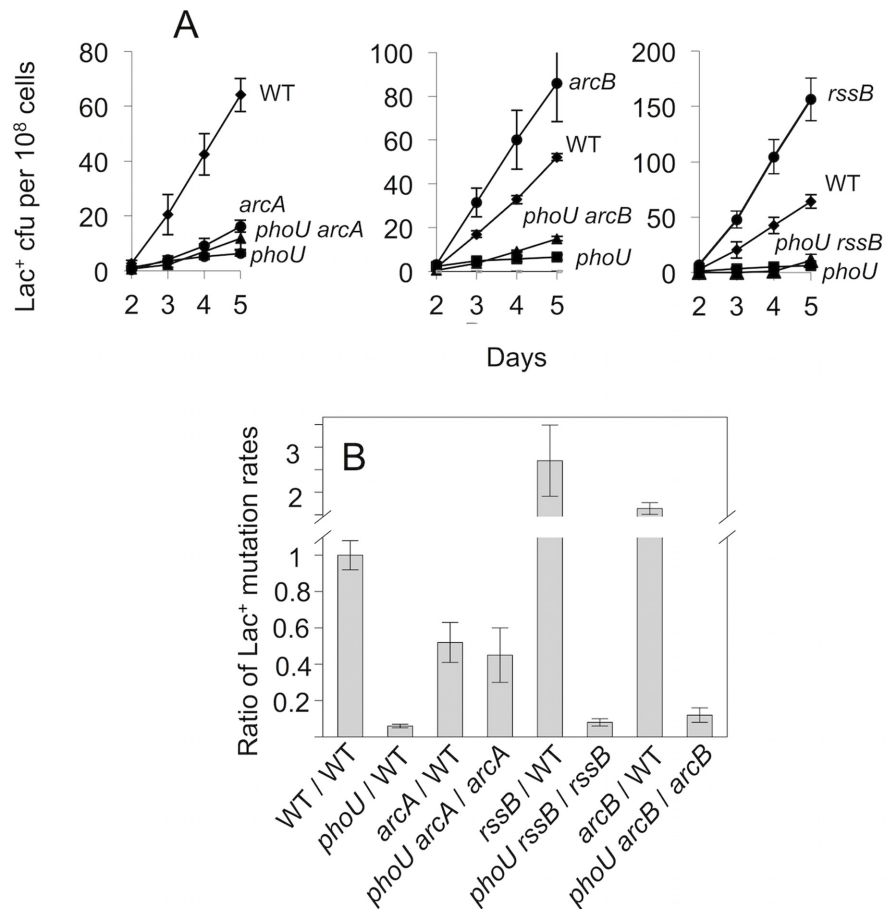 A
Lac⁺ cfu per 10⁸ cells
80
60
40
20
0
2 3 4 5
WT
arcA
phoU arcA
phoU
100
80
60
40
20
0
2 3 4 5
arcB
WT
phoU arcB
phoU
200
150
100
50
0
2 3 4 5
rssB
WT
phoU rssB
phoU
Days
B
Ratio of Lac⁺ mutation rates
3
2
1
0.8
0.6
0.4
0.2
WT / WT
phoU / WT
arcA / WT
phoU arcA / arcA
rssB / WT
phoU rssB / rssB
arcB / WT
phoU arcB / arcB